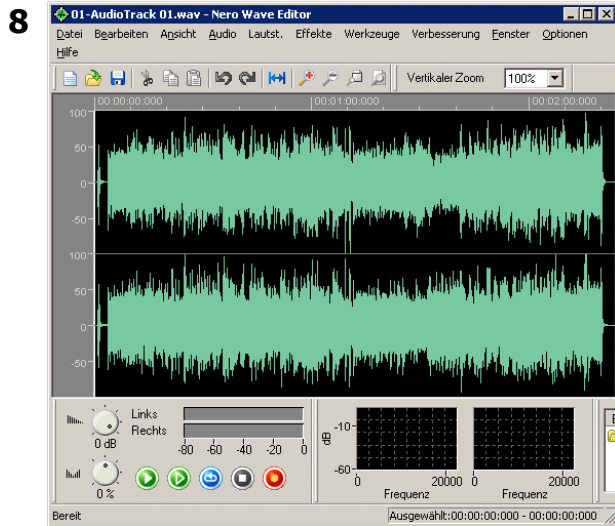 8
01-AudioTrack 01.wav - Nero Wave Editor
Datei Bearbeiten Ansicht Audio Lautst. Effekte Werkzeuge Verbesserung Fenster Optionen
Hilfe
Vertikaler Zoom 100%
00:00:00:000 00:01:00:000 00:02:00:000
100
50
0
-50
100
50
0
-50
Links
Rechts
0 dB
-80 -60 -40 -20 0
0 %
dB
-10
-60
0 20000 0 20000
Frequenz Frequenz
E
Bereit Ausgewählt:00:00:00:000 - 00:00:00:000